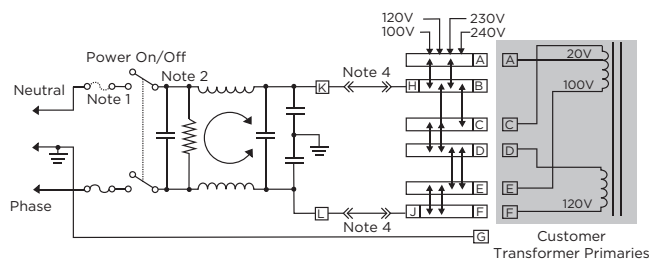 120V 230V
100V 240V
Power On/Off
Neutral
Note 1
Note 2
K
Note 4
H
A
B
C
D
E
J
F
A
20V
100V
C
D
E
120V
F
Phase
L
Note 4
G
Customer
Transformer Primaries